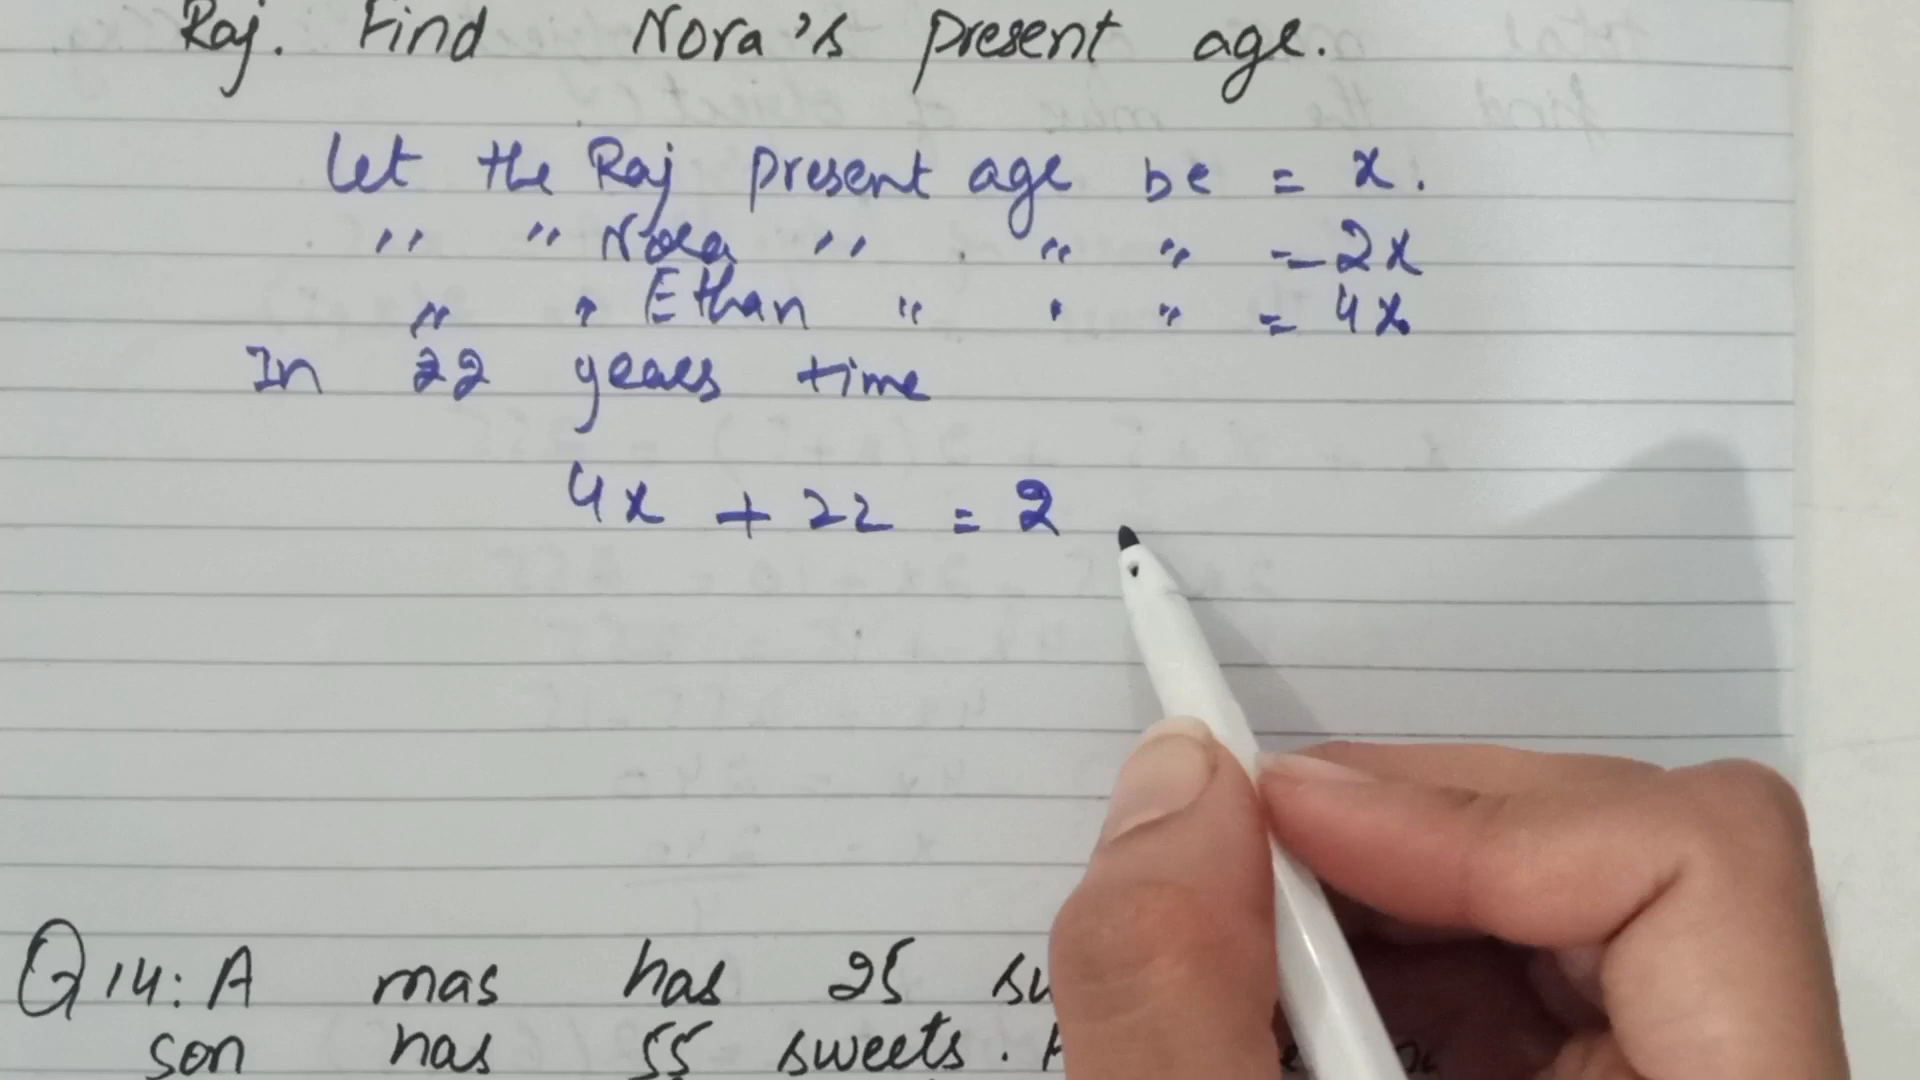 Raj. Find Nora's present age.
Let the Raj present age be = x.
" " Nora " " " = 2x
" " Ethan " " " = 4x
In 22 years time
4x + 22 = 2
Q14: A mas has 25
son has 55 sweets.